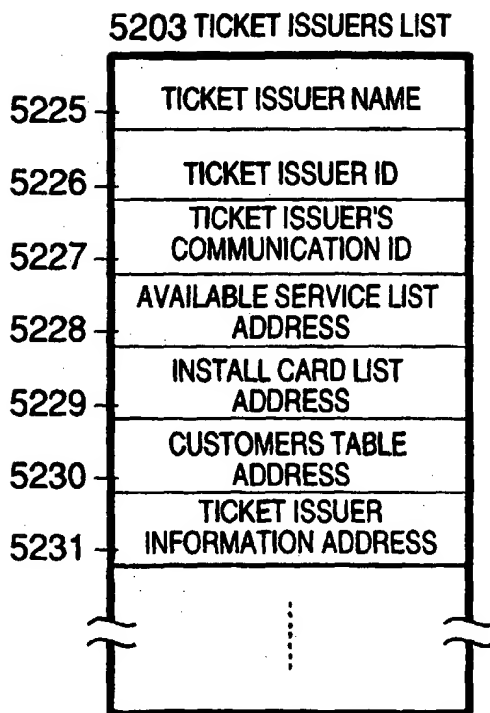 5203 TICKET ISSUERS LIST
5225 TICKET ISSUER NAME
5226 TICKET ISSUER ID
5227 TICKET ISSUER'S
COMMUNICATION ID
5228 AVAILABLE SERVICE LIST
ADDRESS
5229 INSTALL CARD LIST
ADDRESS
5230 CUSTOMERS TABLE
ADDRESS
5231 TICKET ISSUER
INFORMATION ADDRESS